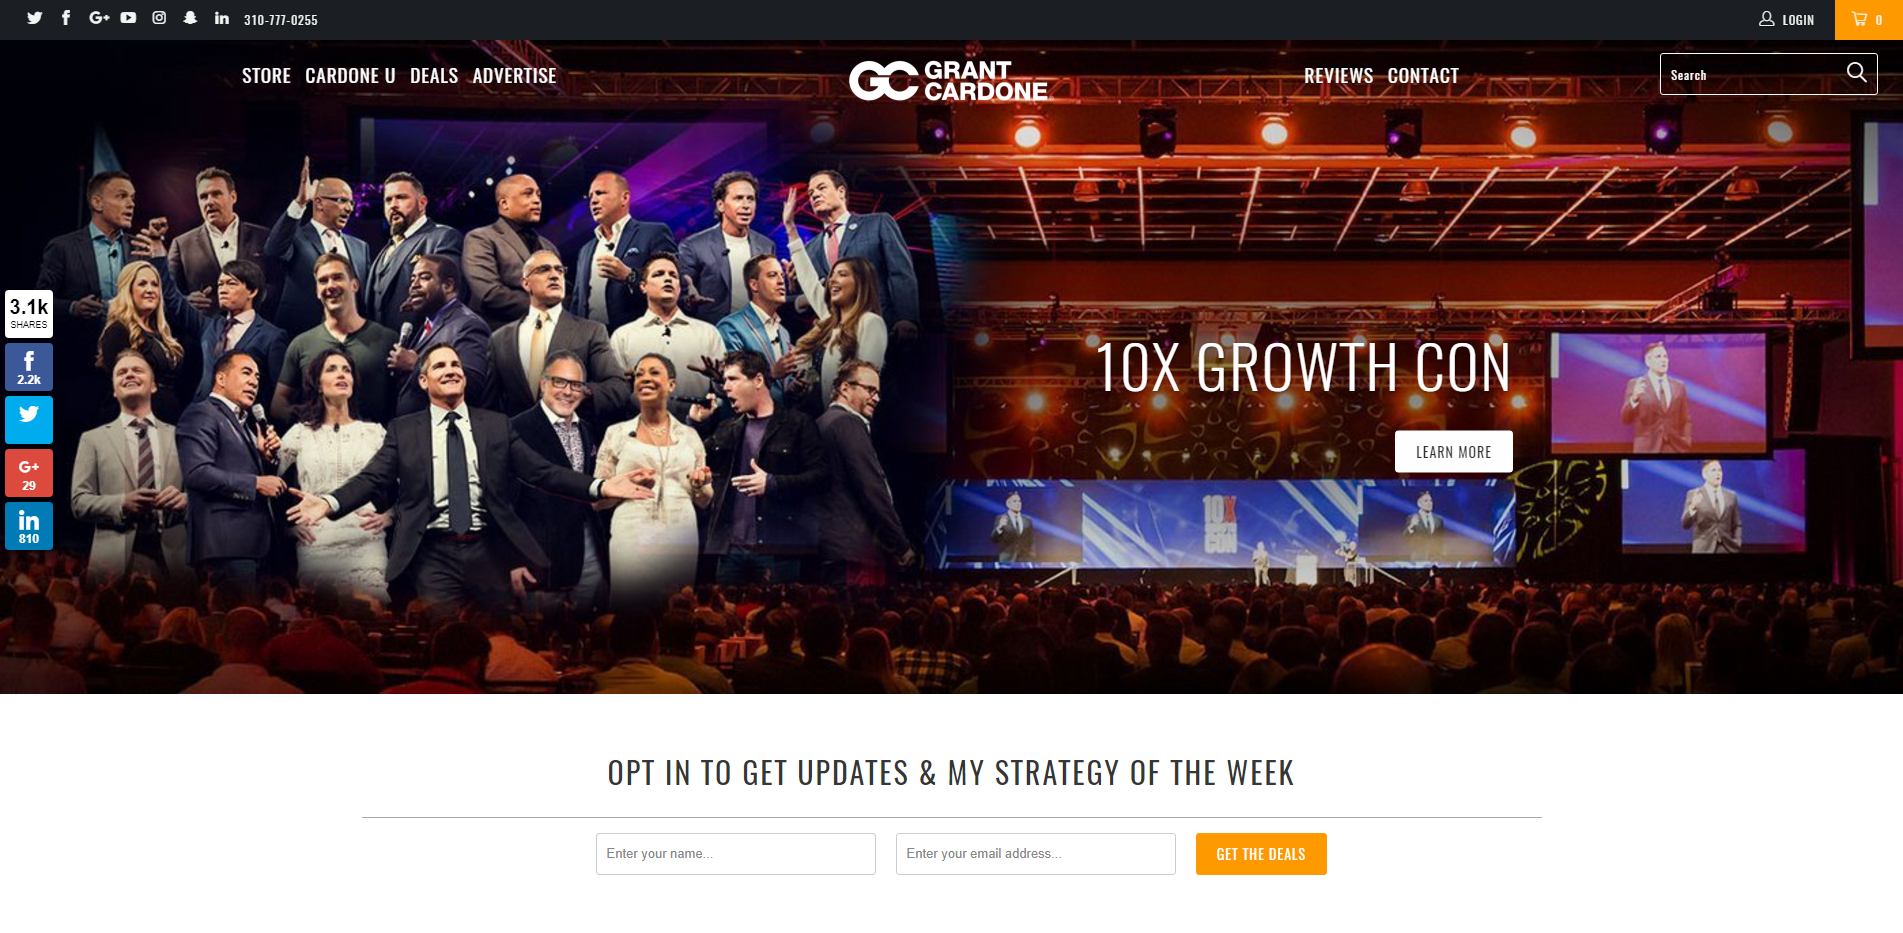 310-777-0255
LOGIN
0
STORE CARDONE U DEALS ADVERTISE
GC GRANT
CARDONE
REVIEWS CONTACT
Search
3.1k
SHARES
2.2k
G+
29
in
810
10X GROWTH CON
LEARN MORE
10X
GROWTH
CON
OPT IN TO GET UPDATES & MY STRATEGY OF THE WEEK
Enter your name...
Enter your email address...
GET THE DEALS